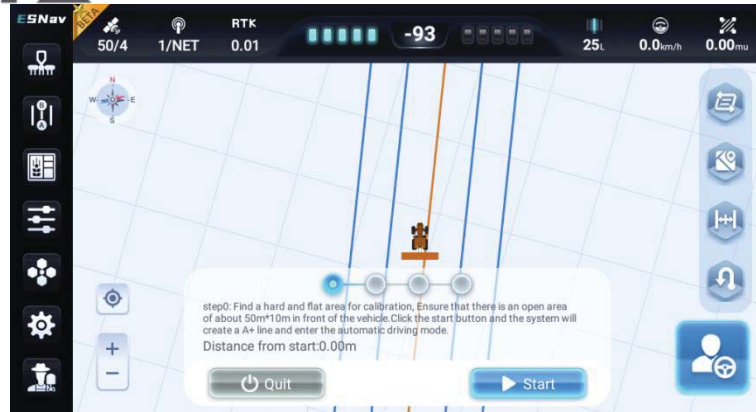 ESNav
BETA
50/4
1/NET
RTK
0.01
-93
25L
0.0km/h
0.00mu
N
W
E
S
step0: Find a hard and flat area for calibration, Ensure that there is an open area
of about 50m*10m in front of the vehicle.Click the start button and the system will
create a A+ line and enter the automatic driving mode.
Distance from start:0.00m
Quit
Start